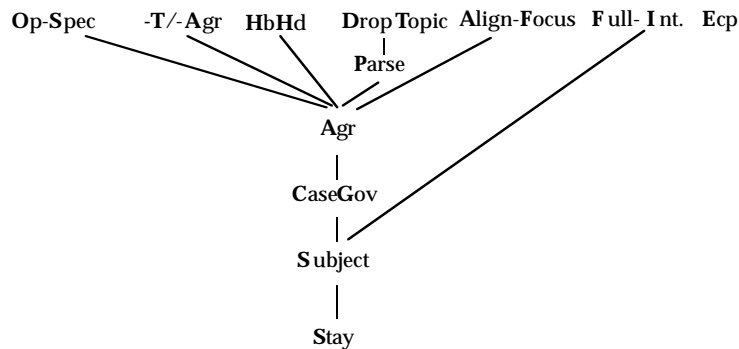 Op-Spec -T/-Agr HbHd DropTopic Align-Focus Full-Int. Ecp
Parse
Agr
CaseGov
Subject
Stay